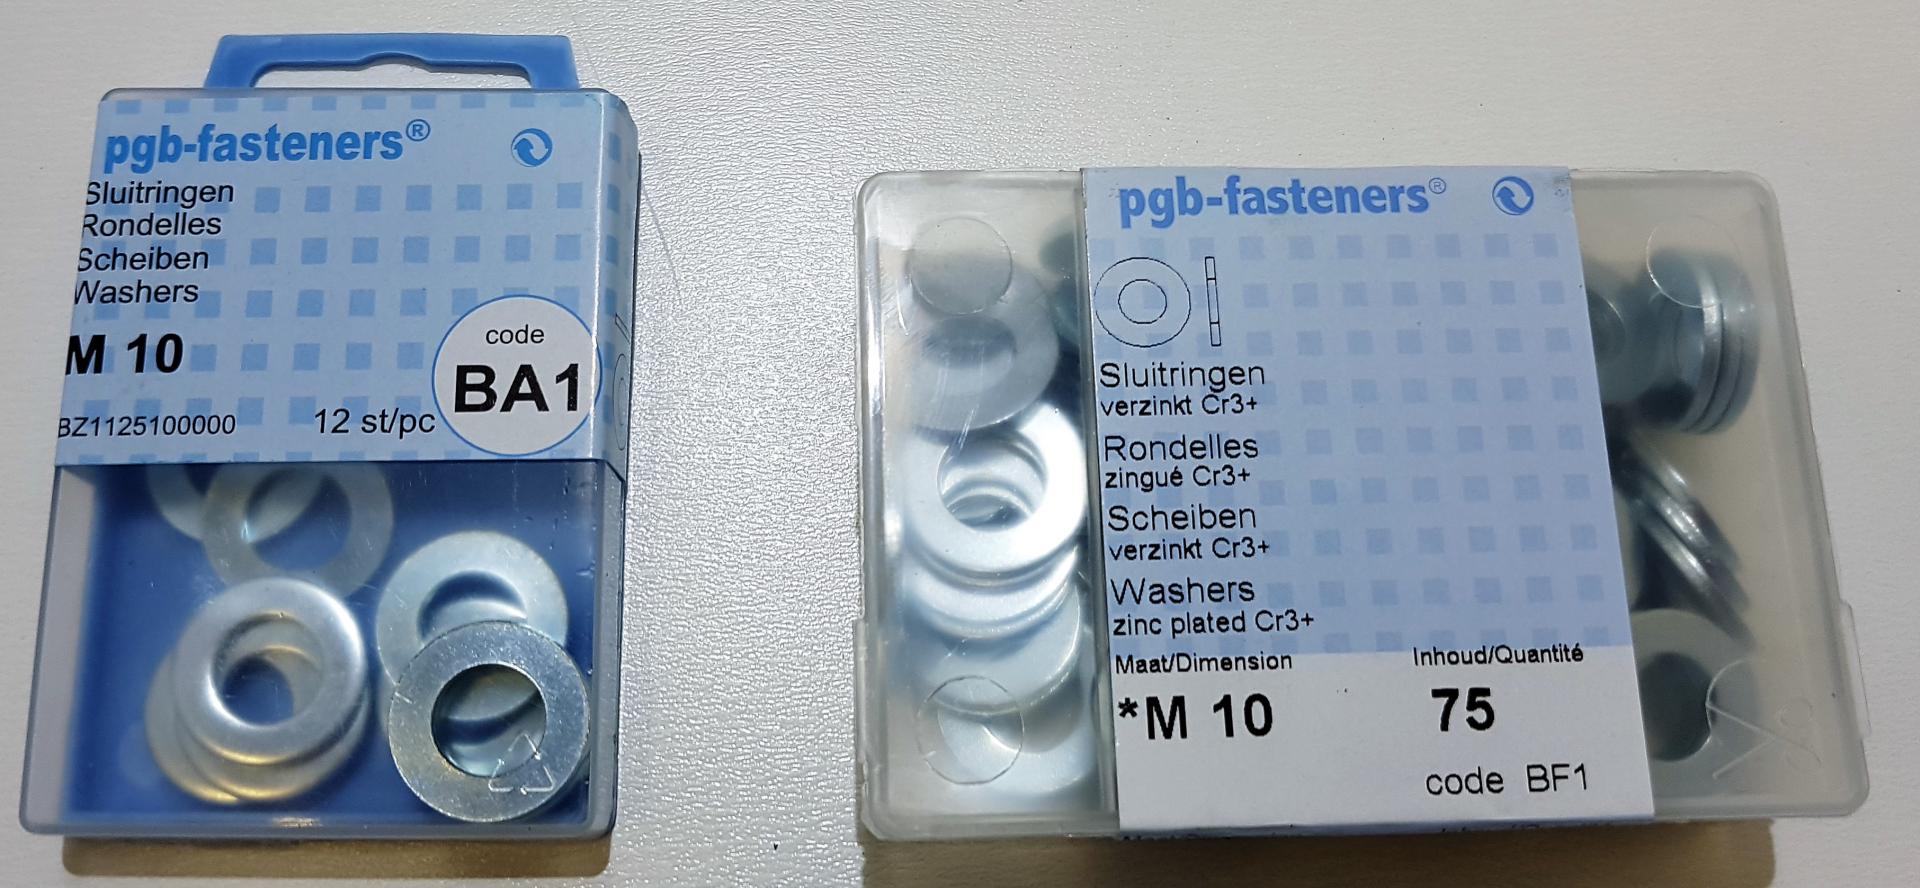 pgb-fasteners®
Sluitringen
Rondelles
Scheiben
Washers
M 10
code
BA1
BZ1125100000
12 st/pc
pgb-fasteners®
Sluitringen
verzinkt Cr3+
Rondelles
zingué Cr3+
Scheiben
verzinkt Cr3+
Washers
zinc plated Cr3+
Maat/Dimension Inhoud/Quantité
*M 10 75
code BF1